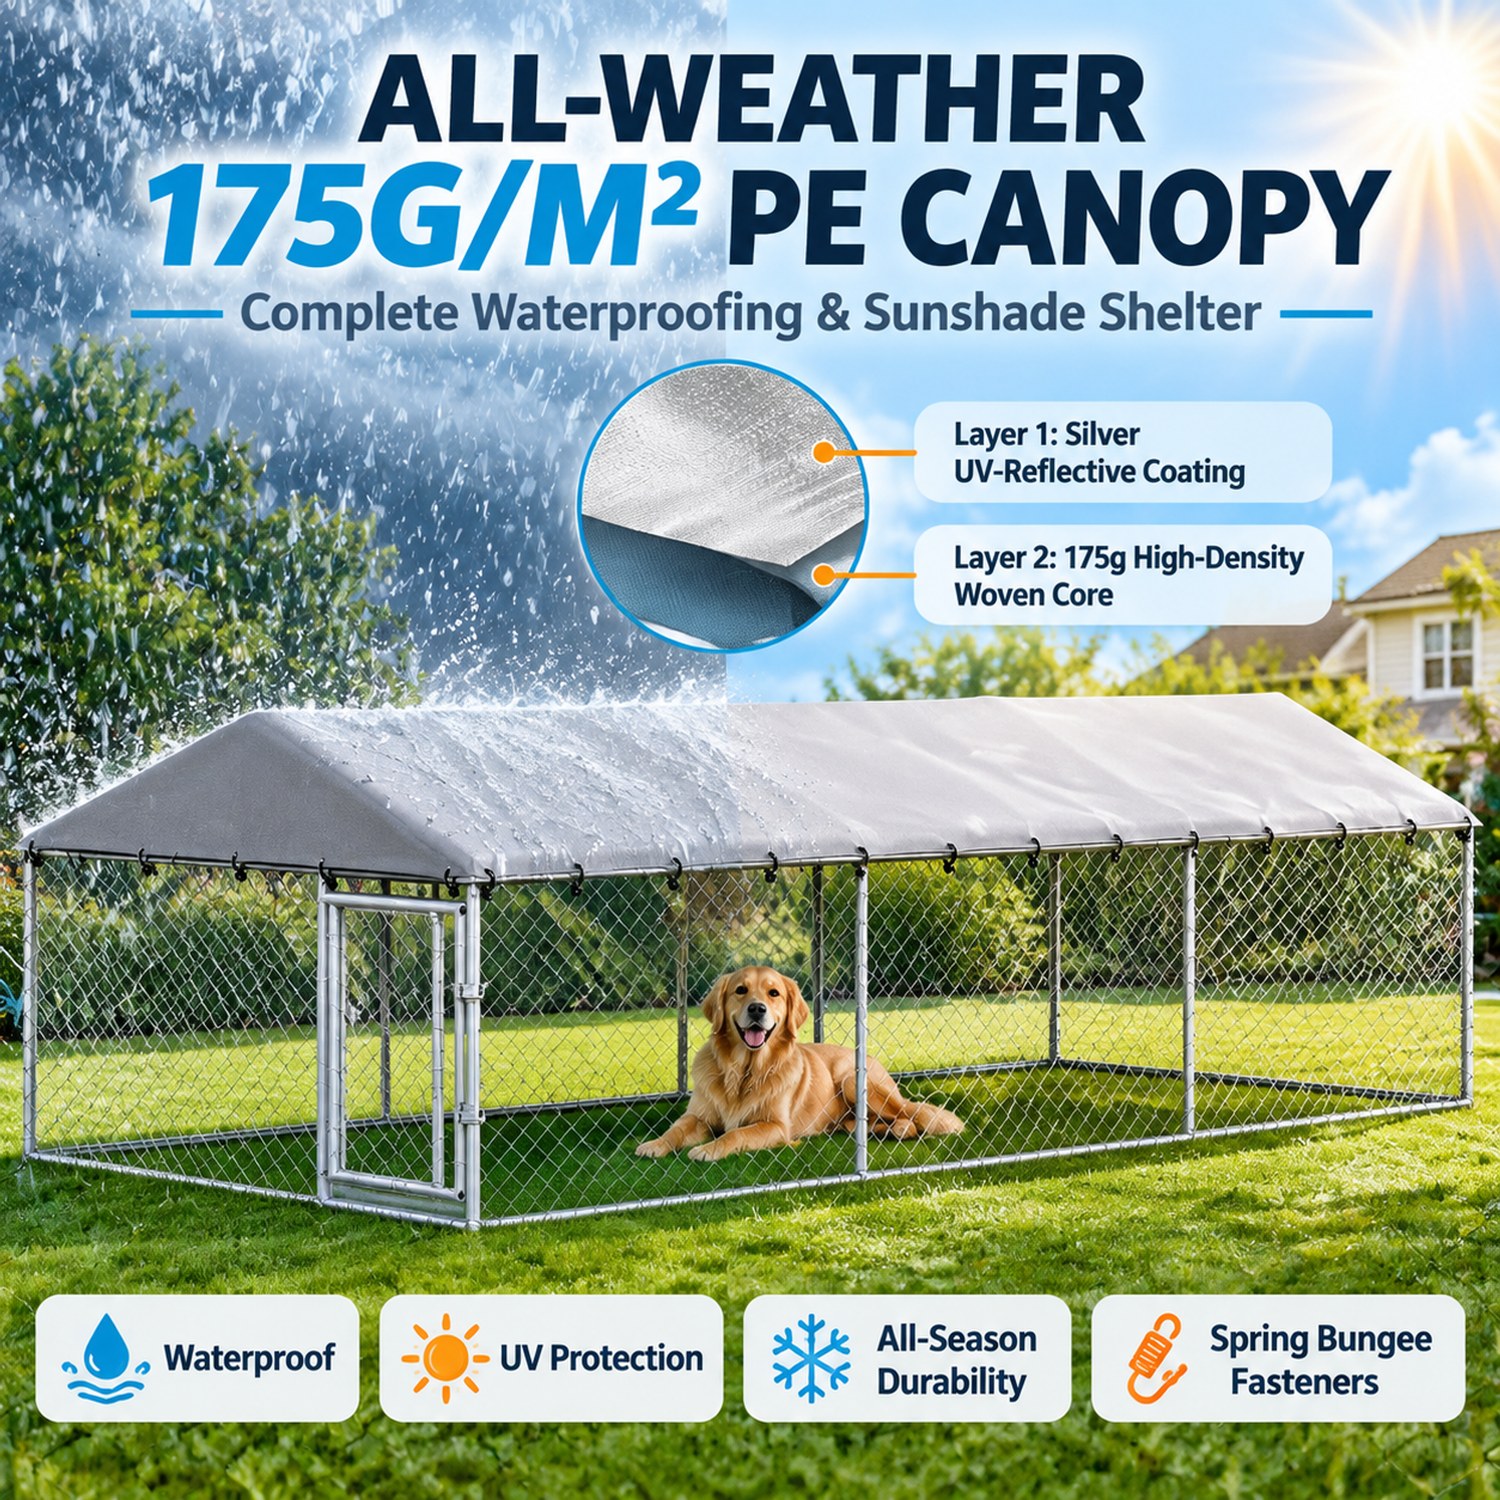 ALL-WEATHER
175G/M² PE CANOPY
Complete Waterproofing & Sunshade Shelter
Layer 1: Silver
UV-Reflective Coating
Layer 2: 175g High-Density
Woven Core
Waterproof
UV Protection
All-Season
Durability
Spring Bungee
Fasteners